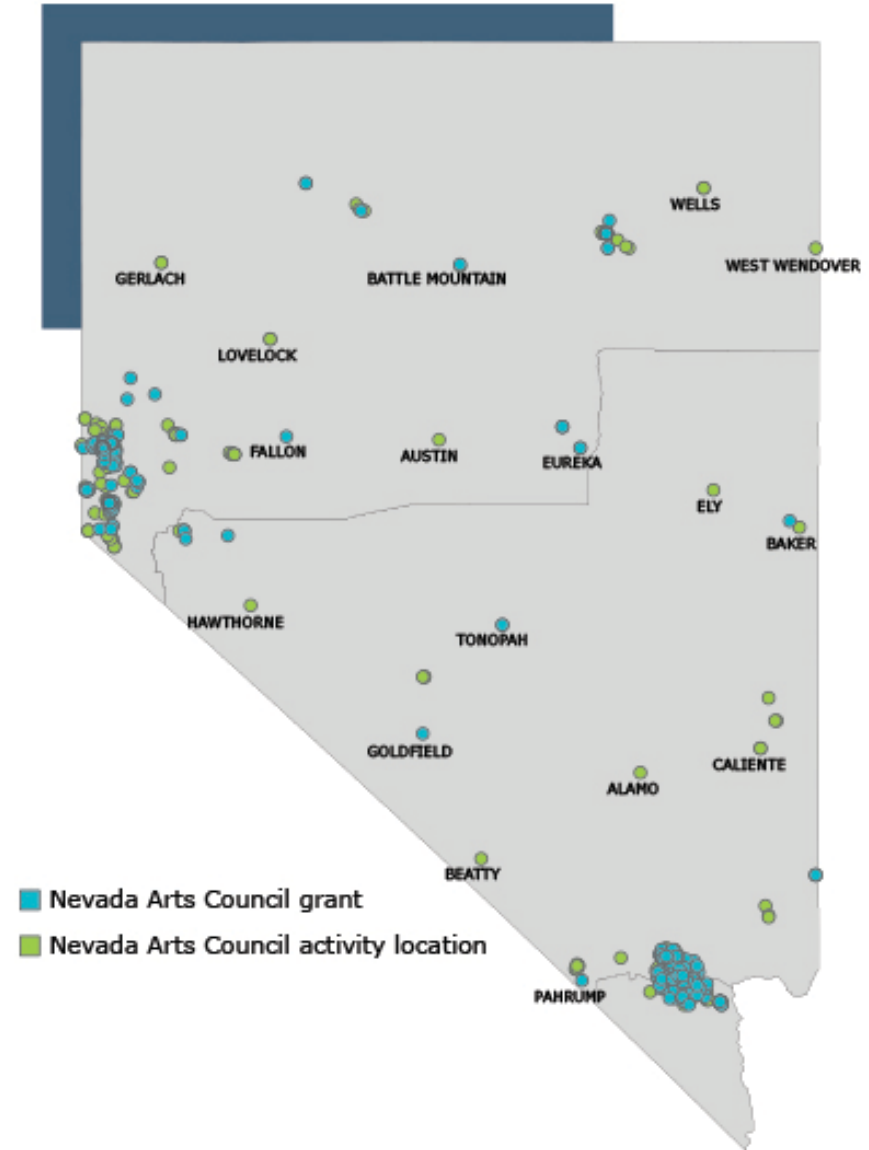 WELLS
WEST WENDOVER
GERLACH
BATTLE MOUNTAIN
LOVELOCK
FALLON
AUSTIN
EUREKA
ELY
BAKER
HAWTHORNE
TONOPAH
GOLDFIELD
CALIENTE
ALAMO
BEATTY
Nevada Arts Council grant
Nevada Arts Council activity location
PAHRUMP